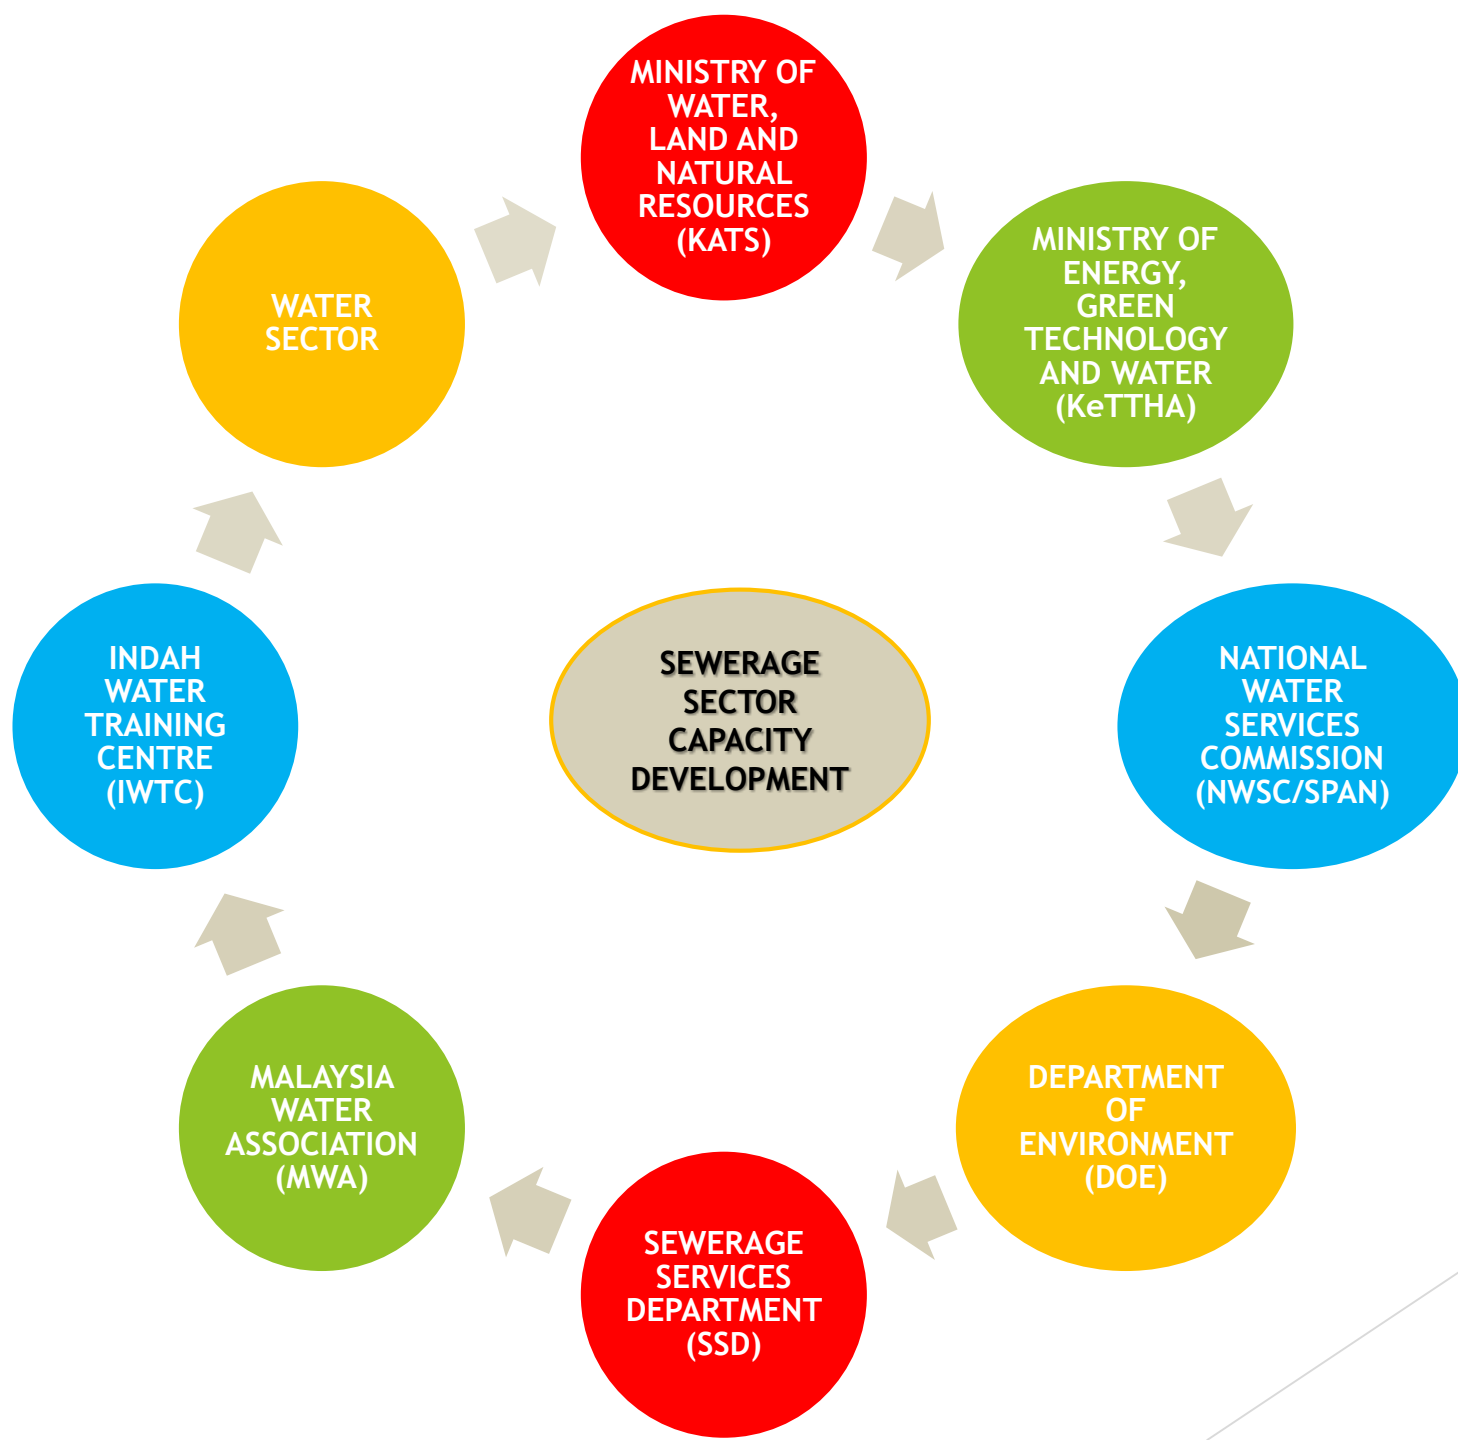 MINISTRY OF
WATER,
LAND AND
NATURAL
RESOURCES
(KATS)
MINISTRY OF
ENERGY,
GREEN
TECHNOLOGY
AND WATER
(KeTTHA)
NATIONAL
WATER
SERVICES
COMMISSION
(NWSC/SPAN)
DEPARTMENT
OF
ENVIRONMENT
(DOE)
SEWERAGE
SERVICES
DEPARTMENT
(SSD)
MALAYSIA
WATER
ASSOCIATION
(MWA)
INDAH
WATER
TRAINING
CENTRE
(IWTC)
WATER
SECTOR
SEWERAGE
SECTOR
CAPACITY
DEVELOPMENT